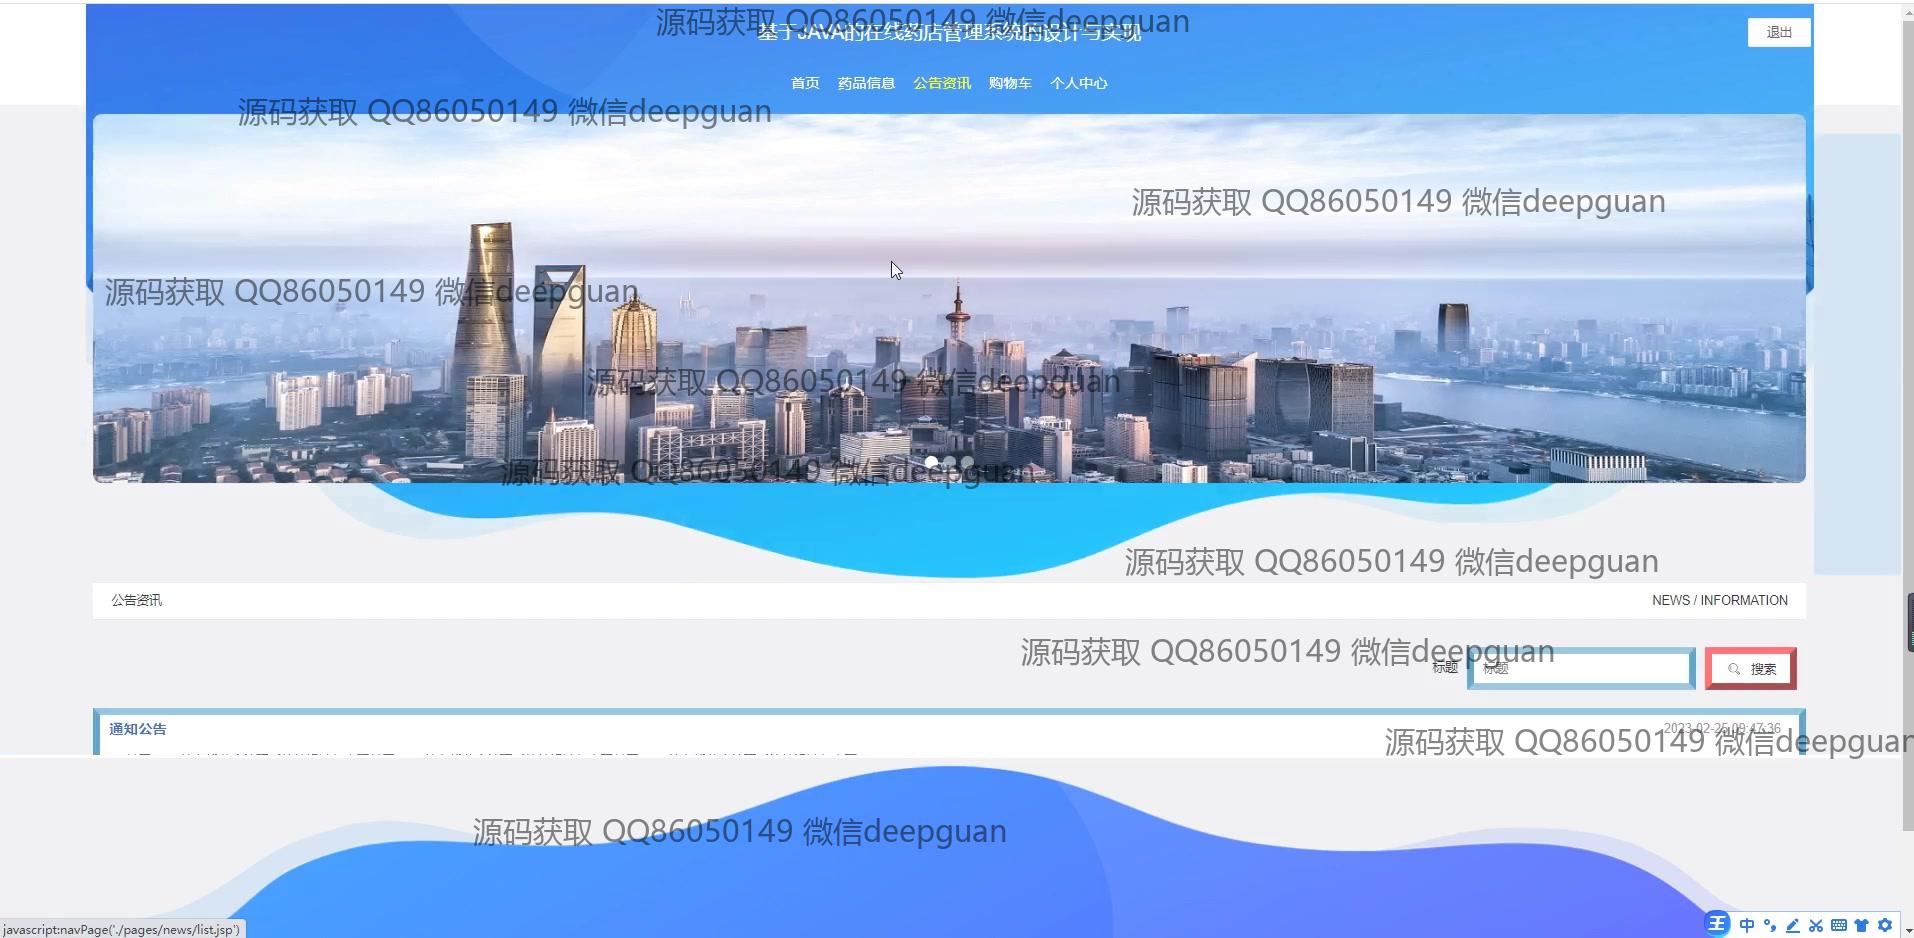 源码获取 QQ86050149 微信deepguan
基于JAVA的在线药店管理系统的设计与实现
退出
首页 药品信息 公告资讯 购物车 个人中心
源码获取 QQ86050149 微信deepguan
源码获取 QQ86050149 微信deepguan
源码获取 QQ86050149 微信deepguan
源码获取 QQ86050149 微信deepguan
源码获取 QQ86050149 微信deepguan
源码获取 QQ86050149 微信deepguan
公告资讯 NEWS / INFORMATION
源码获取 QQ86050149 微信deepguan
标题 标题 搜索
通知公告 2023-02-25 09:47:36
源码获取 QQ86050149 微信deepguan
源码获取 QQ86050149 微信deepguan
javascript:navPage('./pages/news/list.jsp')
王 中